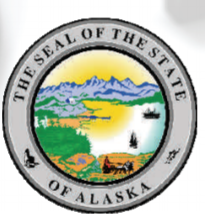 THE SEAL OF THE STATE
OF ALASKA